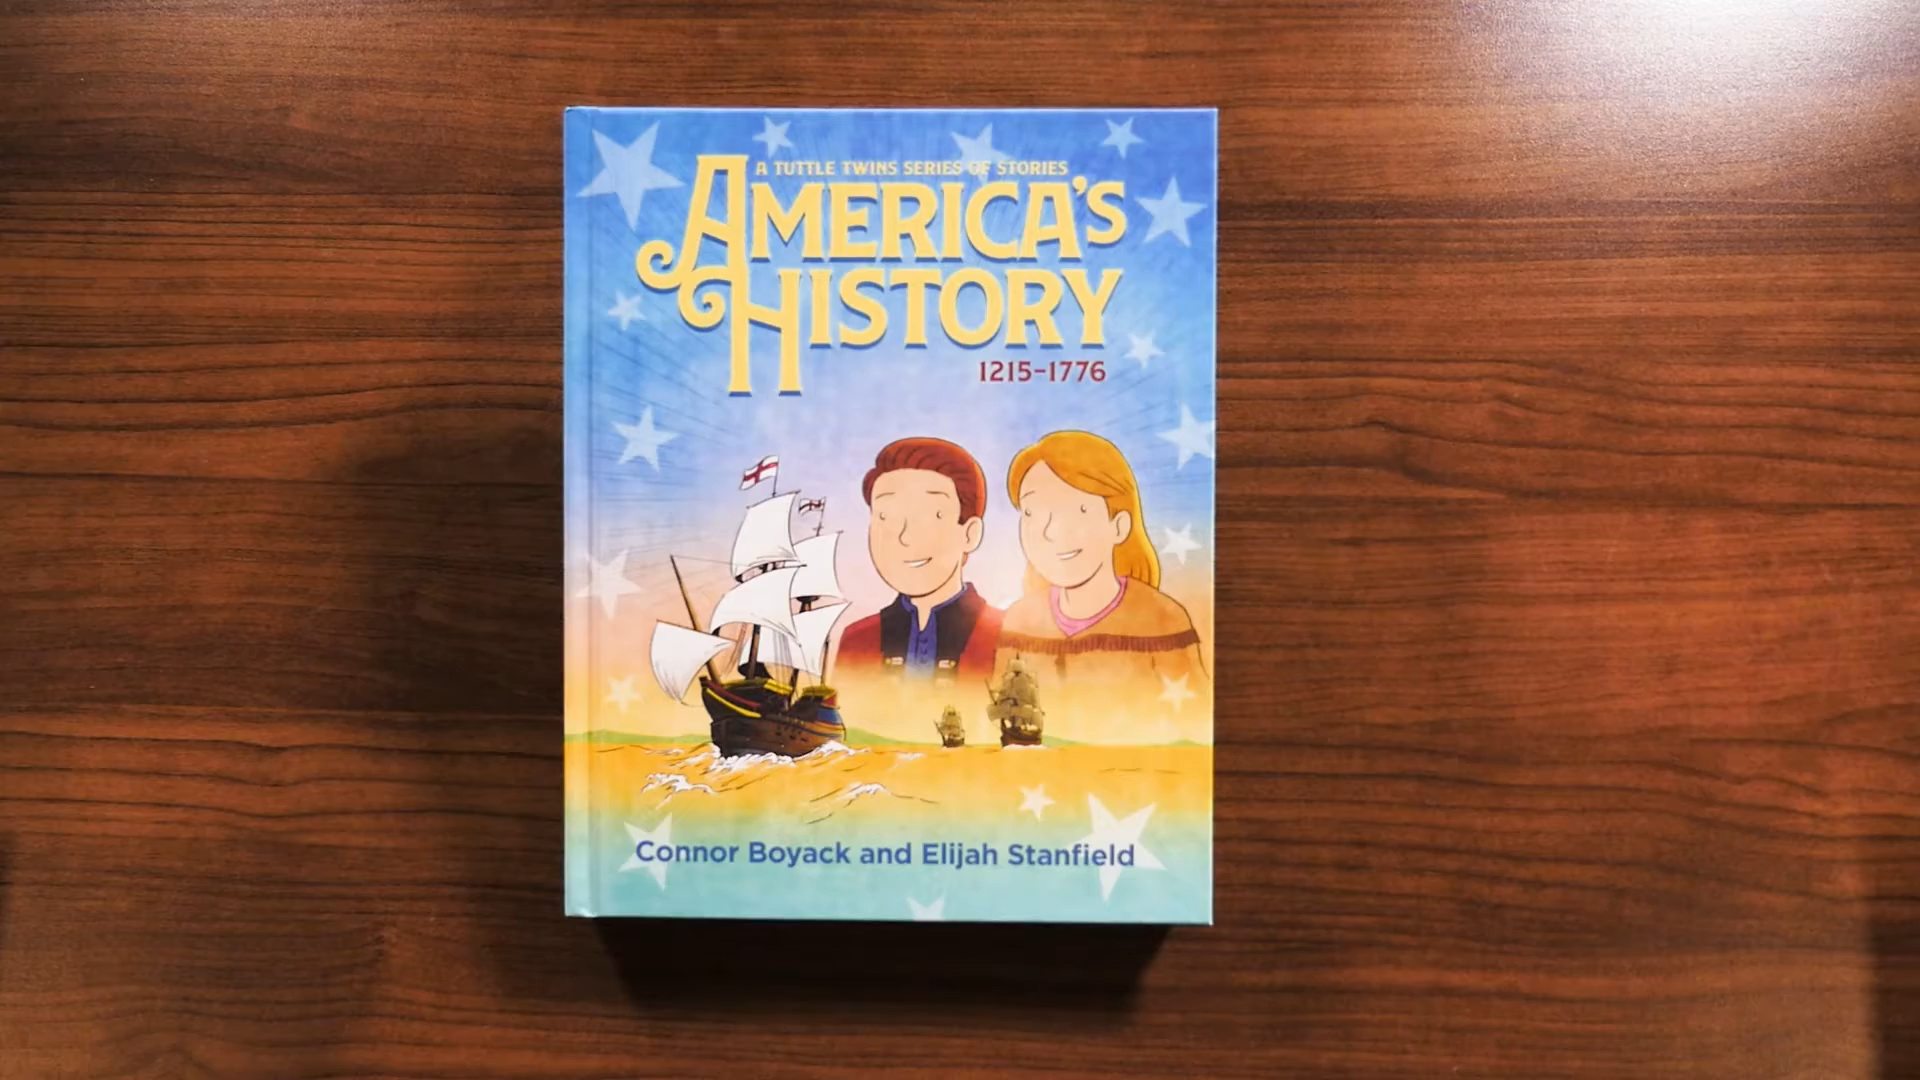 A TUTTLE TWINS SERIES OF STORIES
AMERICA'S
HISTORY
1215–1776
Connor Boyack and Elijah Stanfield